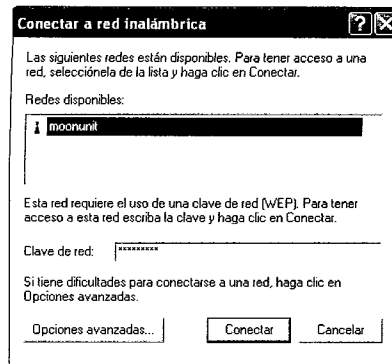 Conectar a red inalámbrica
Las siguientes redes están disponibles. Para tener acceso a una
red, selecciónela de la lista y haga clic en Conectar.
Redes disponibles:
moonunit
Esta red requiere el uso de una clave de red (WEP). Para tener
acceso a esta red escriba la clave y haga clic en Conectar.
Clave de red: *********
Si tiene dificultades para conectarse a una red, haga clic en
Opciones avanzadas.
Opciones avanzadas... Conectar Cancelar